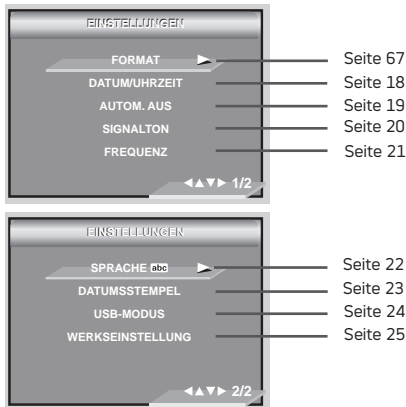 EINSTELLUNGEN
FORMAT Seite 67
DATUM/UHRZEIT Seite 18
AUTOM. AUS Seite 19
SIGNALTON Seite 20
FREQUENZ Seite 21
1/2
EINSTELLUNGEN
SPRACHE abc Seite 22
DATUMSSTEMPEL Seite 23
USB-MODUS Seite 24
WERKSEINSTELLUNG Seite 25
2/2